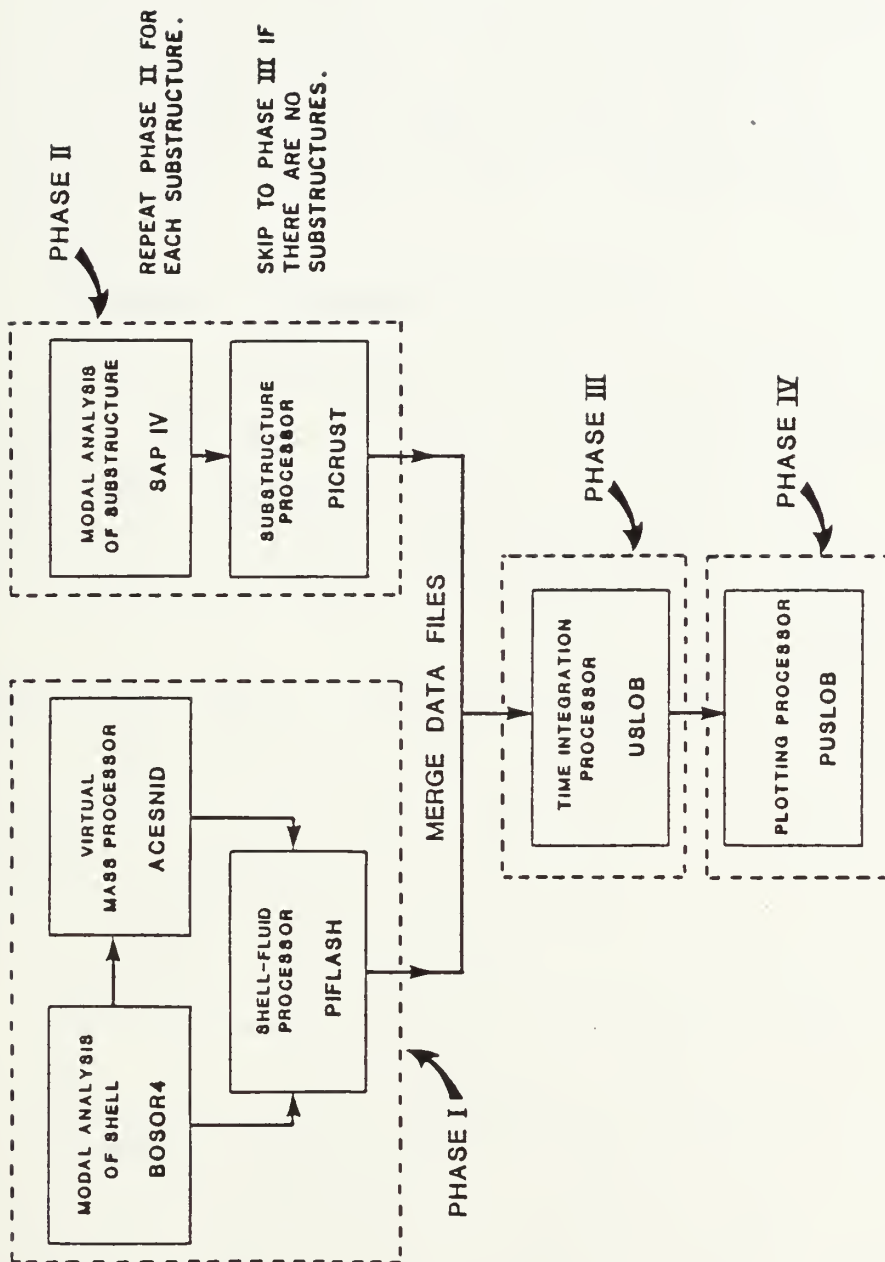 MODAL ANALYSIS
OF SHELL
BOSOR4
VIRTUAL
MASS PROCESSOR
ACESNID
SHELL-FLUID
PROCESSOR
PIFLASH
PHASE I
MODAL ANALYSIS
OF SUBSTRUCTURE
SAP IV
SUBSTRUCTURE
PROCESSOR
PICRUST
PHASE II
REPEAT PHASE II FOR
EACH SUBSTRUCTURE.
SKIP TO PHASE III IF
THERE ARE NO
SUBSTRUCTURES.
MERGE DATA FILES
TIME INTEGRATION
PROCESSOR
USLOB
PHASE III
PLOTTING PROCESSOR
PUSLOB
PHASE IV